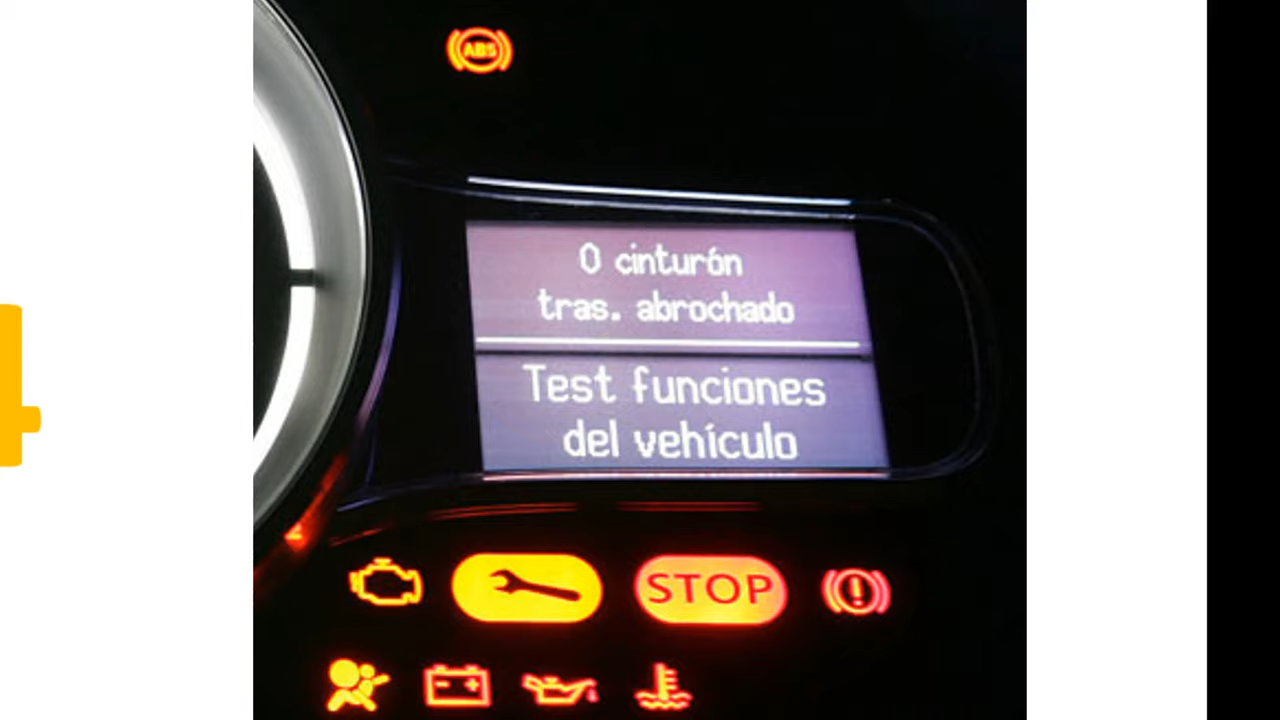 ABS
0 cinturón
tras. abrochado
Test funciones
del vehículo
STOP